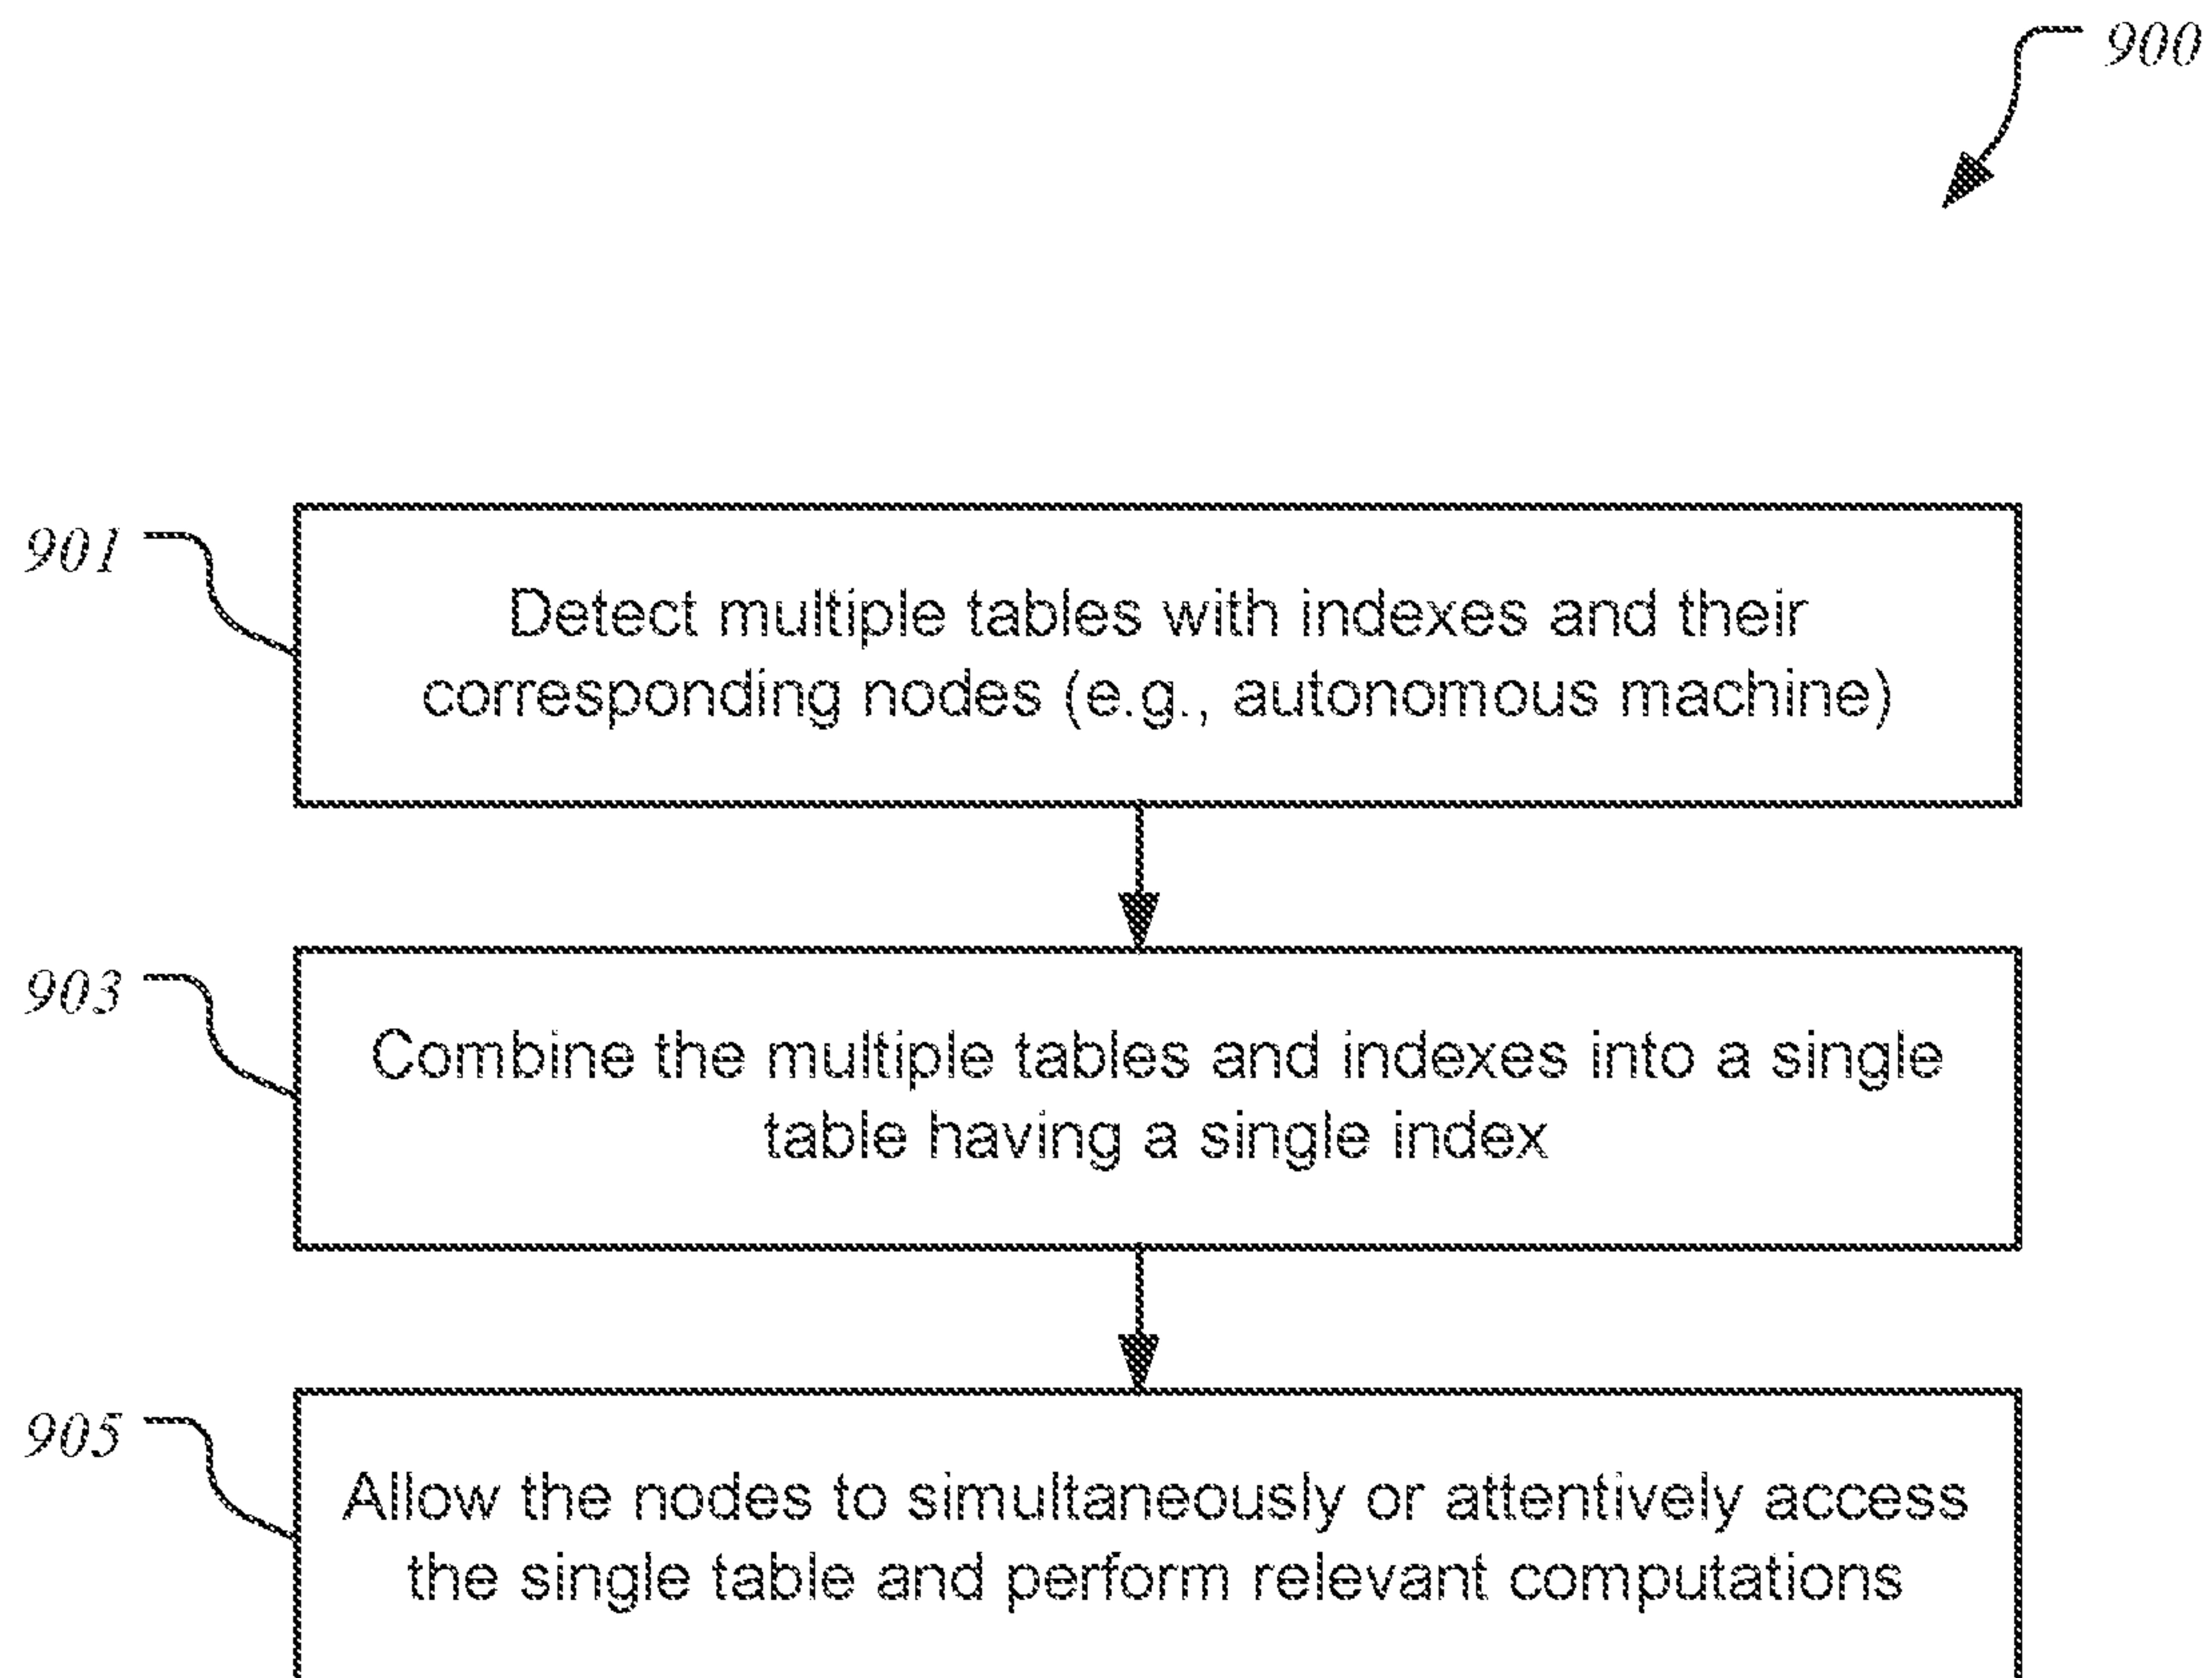 900
901
Detect multiple tables with indexes and their
corresponding nodes (e.g., autonomous machine)
903
Combine the multiple tables and indexes into a single
table having a single index
905
Allow the nodes to simultaneously or attentively access
the single table and perform relevant computations